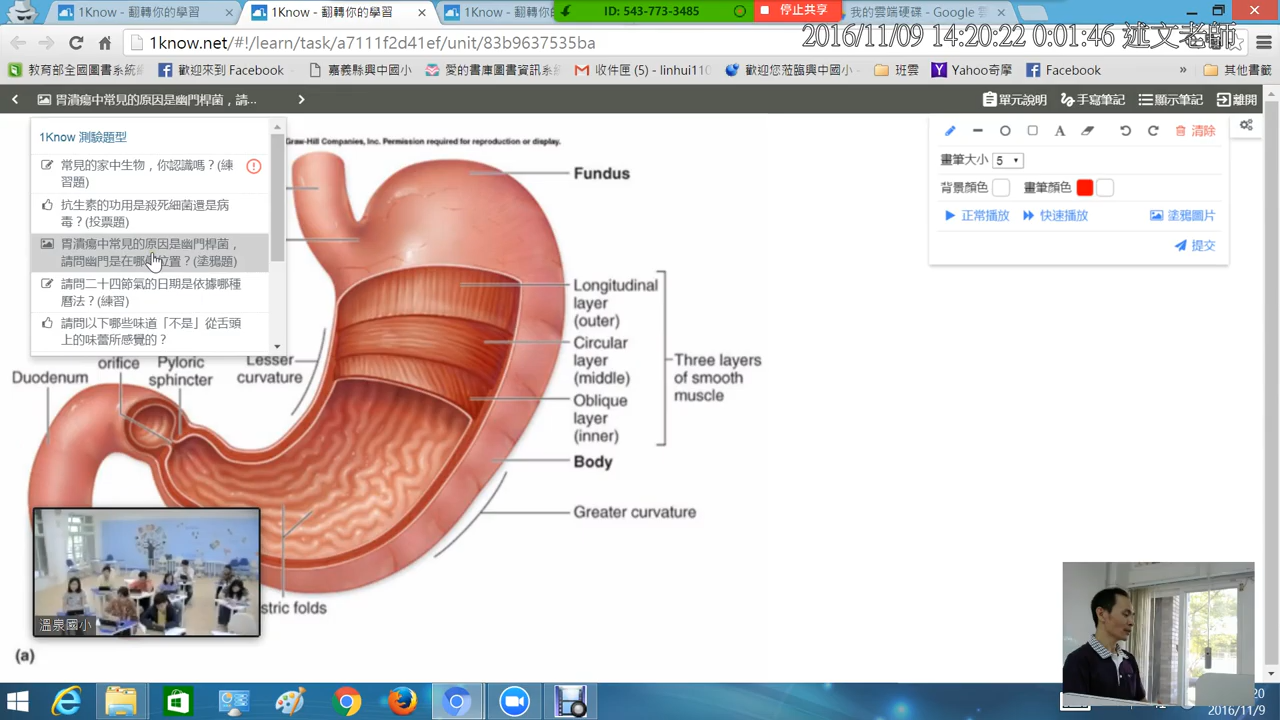 1Know - 翻轉你的學習
1Know - 翻轉你的學習
1Know - 翻轉你的
ID: 543-773-3485
停止共享
我的雲端硬碟 - Google
1know.net/#!/learn/task/a7111f2d41ef/unit/83b9637535ba
2016/11/09 14:20:22 0:01:46 述文老師
教育部全國圖書系統
歡迎來到 Facebook
嘉義縣興中國小
愛的書庫圖書資訊系
收件匣 (5) - linhui110
歡迎您蒞臨興中國小
班雲
Yahoo奇摩
Facebook
»
其他書籤
胃潰瘍中常見的原因是幽門桿菌，請...
單元說明
手寫筆記
顯示筆記
離開
1Know 測驗題型
常見的家中生物，你認識嗎？(練
習題)
抗生素的功用是殺死細菌還是病
毒？(投票題)
胃潰瘍中常見的原因是幽門桿菌，
請問幽門是在哪個位置？(塗鴉題)
請問二十四節氣的日期是依據哪種
曆法？(練習)
請問以下哪些味道「不是」從舌頭
上的味蕾所感覺的？
Graw-Hill Companies, Inc. Permission required for reproduction or display.
A
清除
畫筆大小
5
背景顏色
畫筆顏色
正常播放
快速播放
塗鴉圖片
提交
Fundus
Longitudinal
layer
(outer)
Circular
layer
(middle)
Oblique
layer
(inner)
Three layers
of smooth
muscle
Body
Greater curvature
Duodenum
orifice
Pyloric
sphincter
Lesser
curvature
stric folds
溫泉國小
(a)
2016/11/9